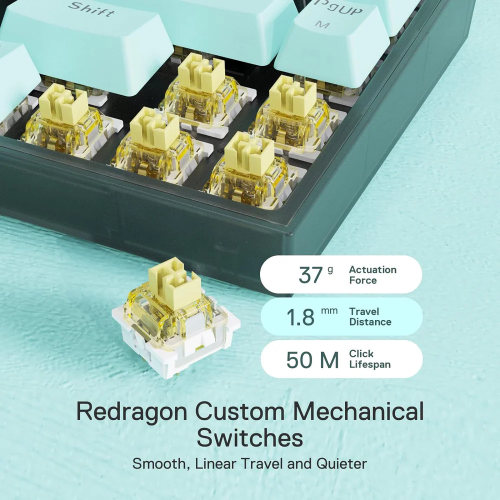 Shift
PgUP
M
37 g Actuation
Force
1.8 mm Travel
Distance
50 M Click
Lifespan
Redragon Custom Mechanical
Switches
Smooth, Linear Travel and Quieter